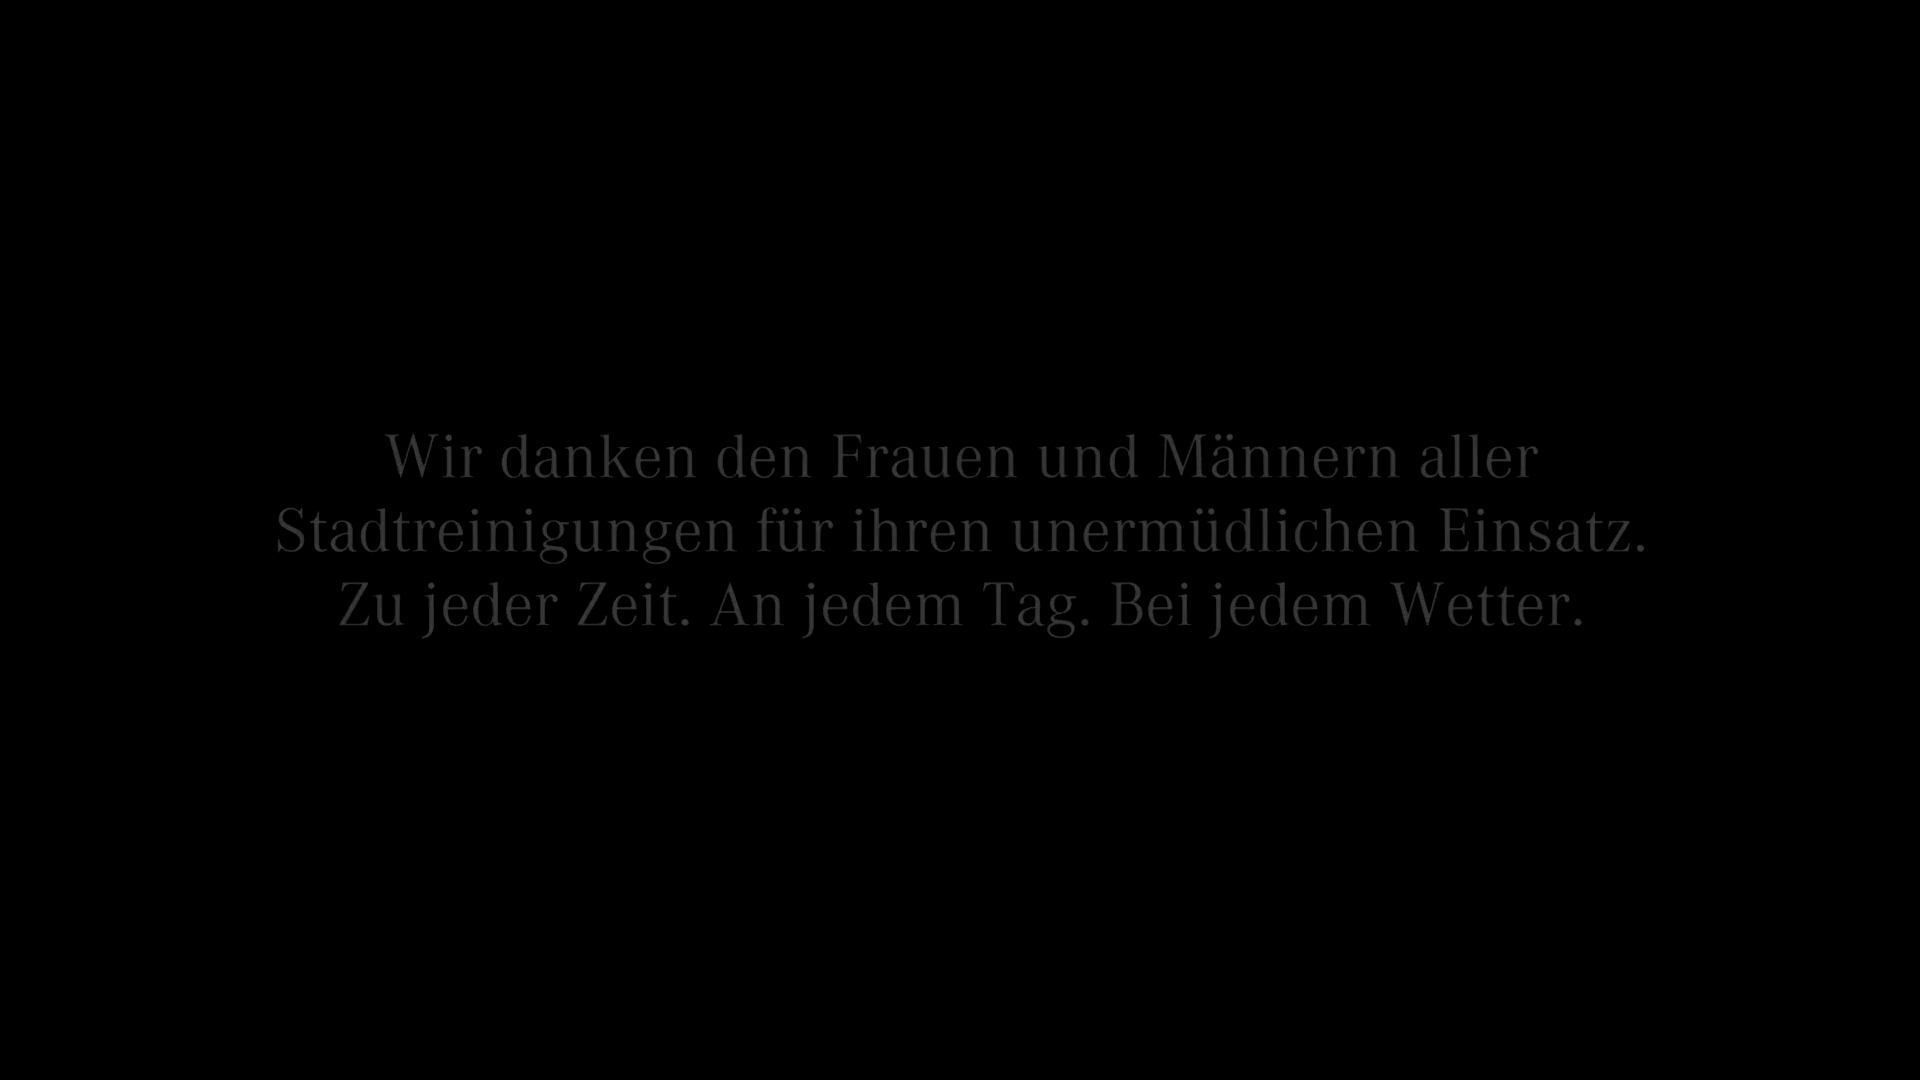 Wir danken den Frauen und Männern aller
Stadtreinigungen für ihren unermüdlichen Einsatz.
Zu jeder Zeit. An jedem Tag. Bei jedem Wetter.